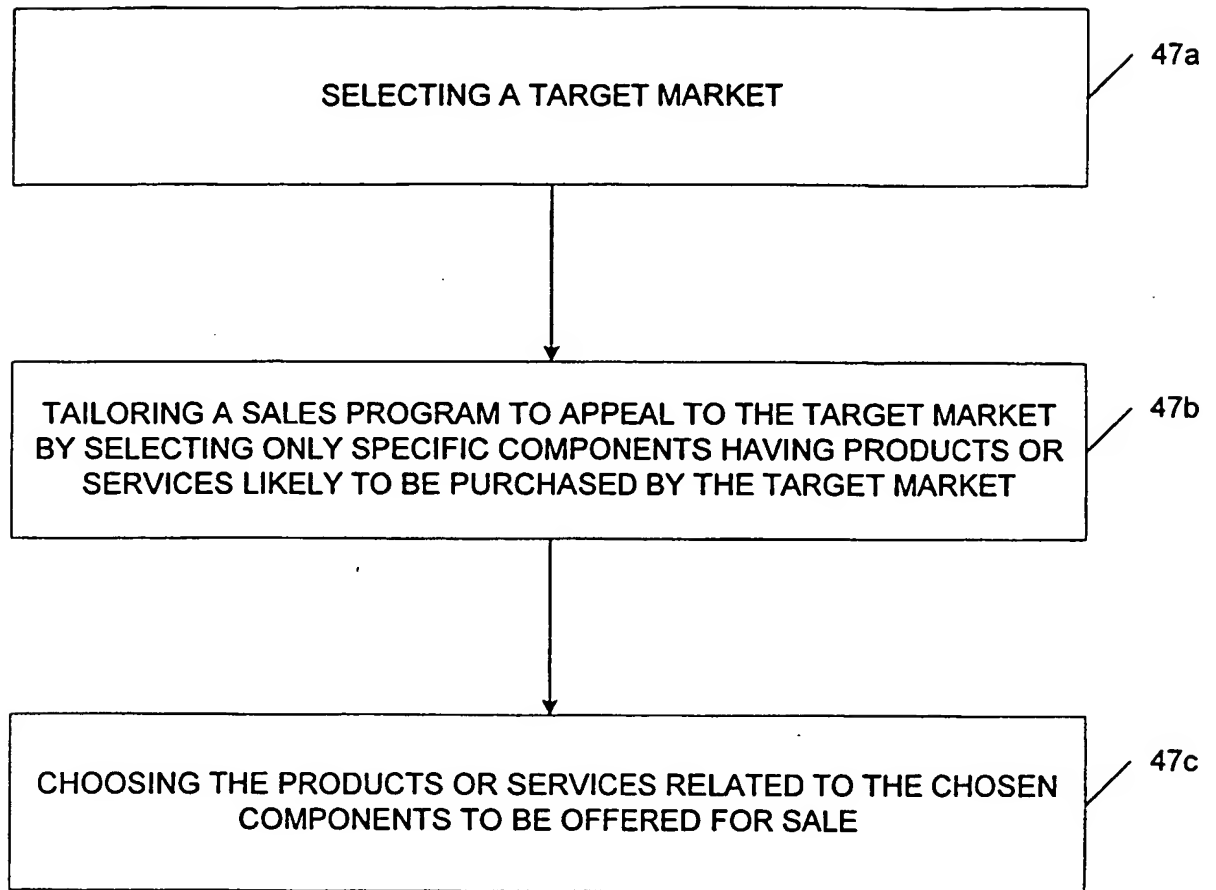 SELECTING A TARGET MARKET
47a
TAILORING A SALES PROGRAM TO APPEAL TO THE TARGET MARKET
BY SELECTING ONLY SPECIFIC COMPONENTS HAVING PRODUCTS OR
SERVICES LIKELY TO BE PURCHASED BY THE TARGET MARKET
47b
CHOOSING THE PRODUCTS OR SERVICES RELATED TO THE CHOSEN
COMPONENTS TO BE OFFERED FOR SALE
47c